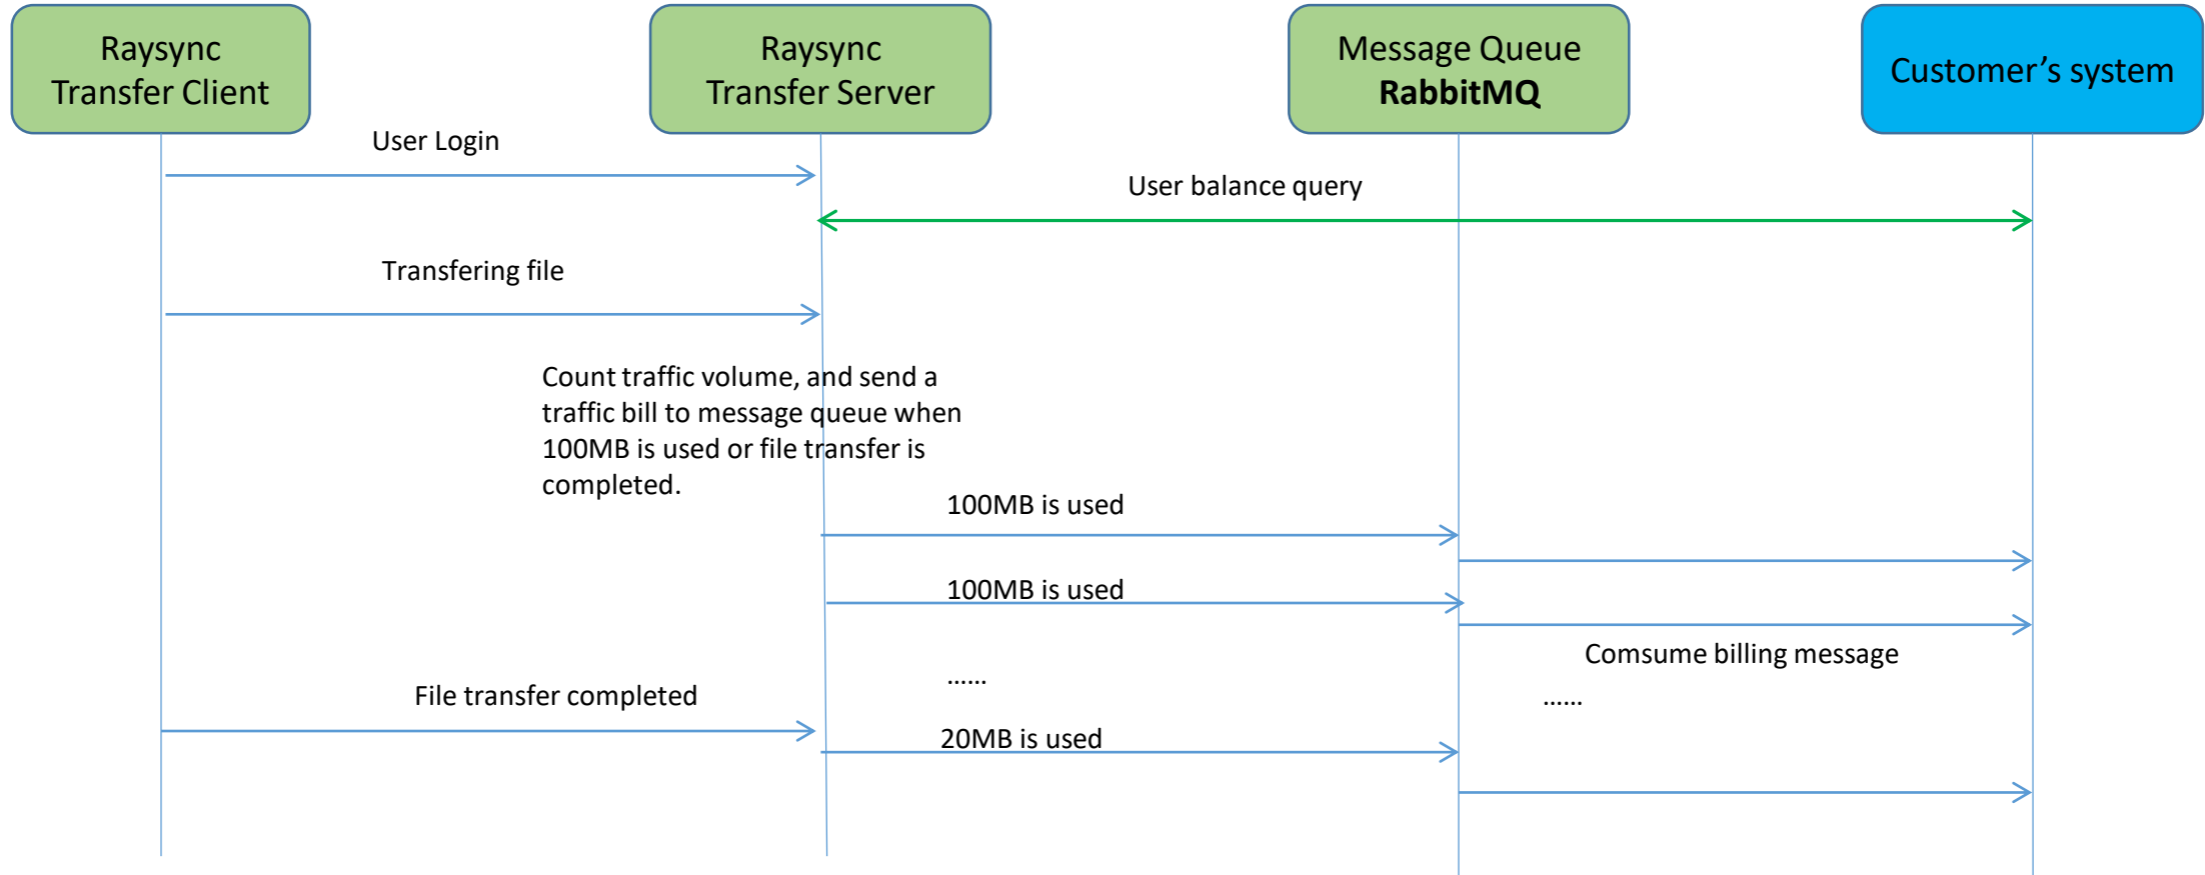 Raysync
Transfer Client
Raysync
Transfer Server
Message Queue
RabbitMQ
Customer’s system
User Login
User balance query
Transfering file
Count traffic volume, and send a
traffic bill to message queue when
100MB is used or file transfer is
completed.
100MB is used
100MB is used
Comsume billing message
......
File transfer completed
......
20MB is used